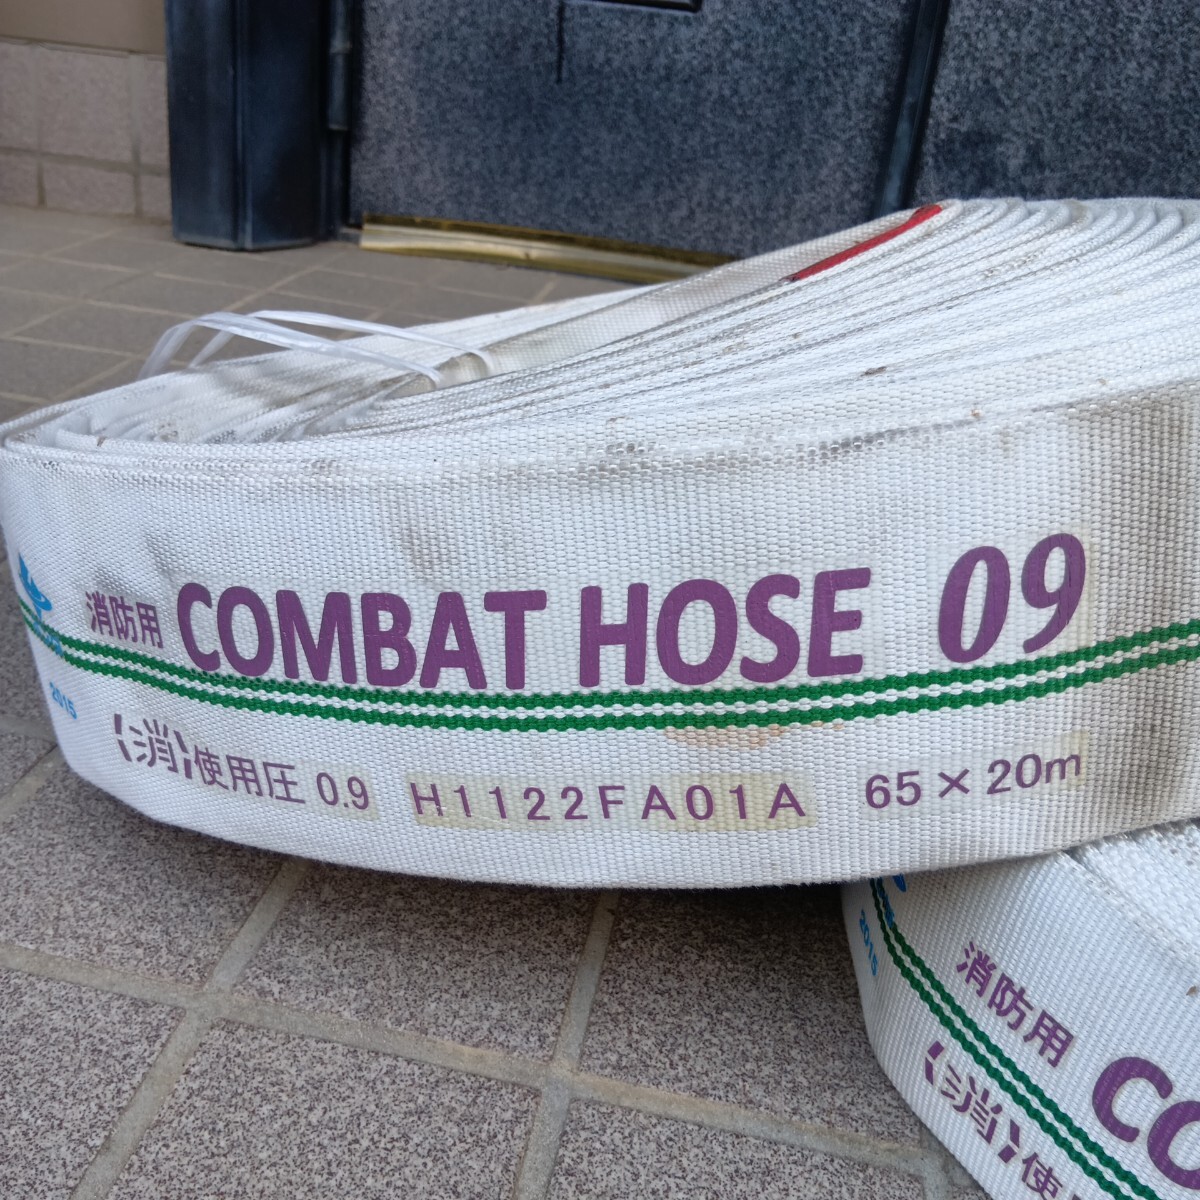 消防用 COMBAT HOSE 09
2015
消 使用圧 0.9 H1122FA01A 65×20m
2015
消防用 CO
消 使